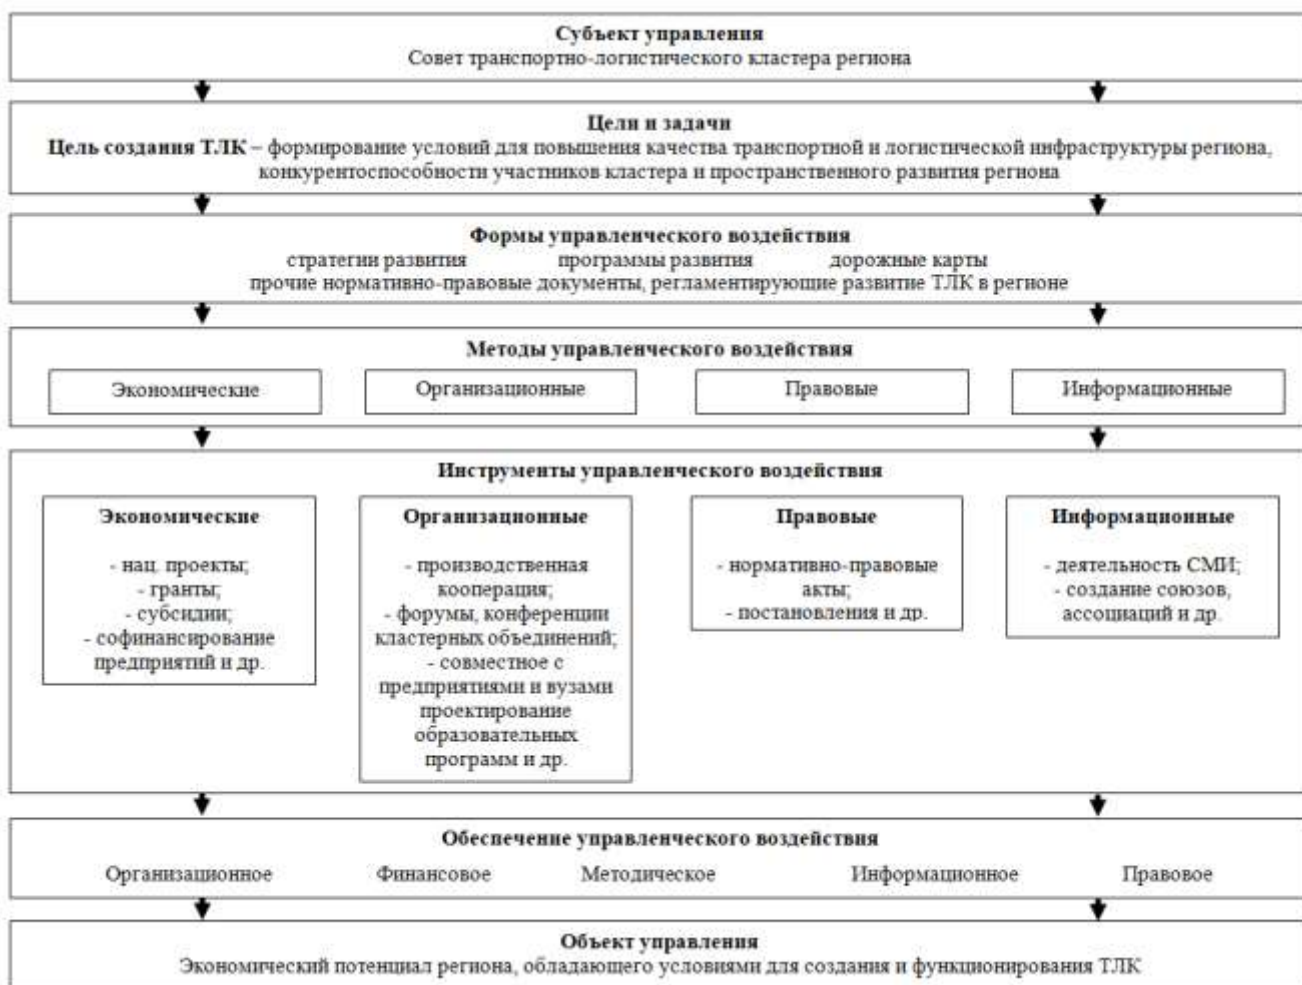 Субъект управления
Совет транспортно-логистического кластера региона
Цели и задачи
Цель создания ТЛК – формирование условий для повышения качества транспортной и логистической инфраструктуры региона,
конкурентоспособности участников кластера и пространственного развития региона
Формы управленческого воздействия
стратегии развития программы развития дорожные карты
прочие нормативно-правовые документы, регламентирующие развитие ТЛК в регионе
Методы управленческого воздействия
Экономические
Организационные
Правовые
Информационные
Инструменты управленческого воздействия
Экономические
- нац. проекты;
- гранты;
- субсидии;
- софинансирование
предприятий и др.
Организационные
- производственная
кооперация;
- форумы, конференции
кластерных объединений;
- совместное с
предприятиями и вузами
проектирование
образовательных
программ и др.
Правовые
- нормативно-правовые
акты;
- постановления и др.
Информационные
- деятельность СМИ;
- создание союзов,
ассоциаций и др.
Обеспечение управленческого воздействия
Организационное Финансовое Методическое Информационное Правовое
Объект управления
Экономический потенциал региона, обладающего условиями для создания и функционирования ТЛК